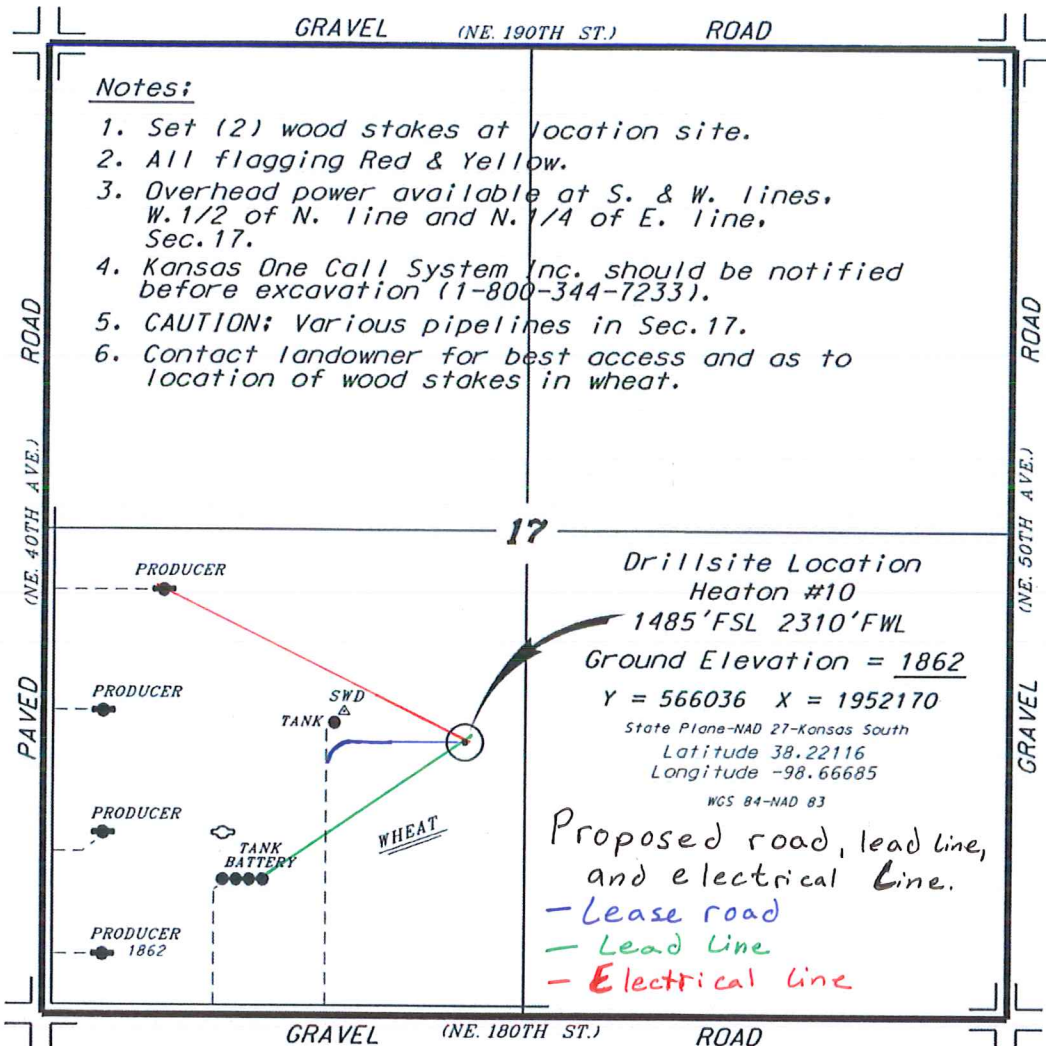 GRAVEL (NE. 190TH ST.) ROAD
Notes:
1. Set (2) wood stakes at location site.
2. All flagging Red & Yellow.
3. Overhead power available at S. & W. lines,
W.1/2 of N. line and N.1/4 of E. line,
Sec.17.
4. Kansas One Call System Inc. should be notified
before excavation (1-800-344-7233).
5. CAUTION: Various pipelines in Sec.17.
6. Contact landowner for best access and as to
location of wood stakes in wheat.
PAVED (NE. 40TH AVE.) ROAD
GRAVEL (NE. 50TH AVE.) ROAD
17
PRODUCER
PRODUCER
SWD
TANK
PRODUCER
TANK
BATTERY
WHEAT
PRODUCER
1862
Drillsite Location
Heaton #10
1485'FSL 2310'FWL
Ground Elevation = 1862
Y = 566036 X = 1952170
State Plane-NAD 27-Kansas South
Latitude 38.22116
Longitude -98.66685
WGS 84-NAD 83
Proposed road, lead line,
and electrical Line.
- Lease road
- Lead Line
- Electrical Line
GRAVEL (NE. 180TH ST.) ROAD